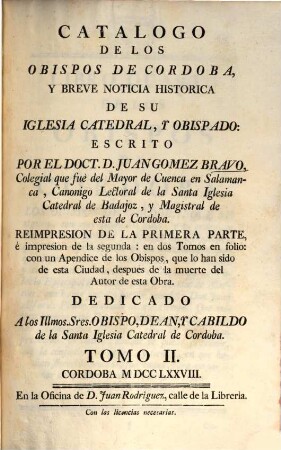 CATALOGO
DE LOS
OBISPOS DE CORDOBA,
Y BREVE NOTICIA HISTORICA
DE SU
IGLESIA CATEDRAL, Y OBISPADO:
ESCRITO
POR EL DOCT. D. JUAN GOMEZ BRAVO,
Colegial que fué del Mayor de Cuenca en Salaman-
ca, Canonigo Lectoral de la Santa Iglesia
Catedral de Badajoz, y Magistral de
esta de Cordoba.
REIMPRESION DE LA PRIMERA PARTE,
é impresion de la segunda: en dos Tomos en folio:
con un Apendice de los Obispos, que lo han sido
de esta Ciudad, despues de la muerte del
Autor de esta Obra.
DEDICADO
A los Illmos. Sres. OBISPO, DEAN, Y CABILDO
de la Santa Iglesia Catedral de Cordoba.
TOMO II.
CORDOBA M DCC LXXVIII.
En la Oficina de D. Juan Rodriguez, calle de la Libreria.
Con las licencias necesarias.